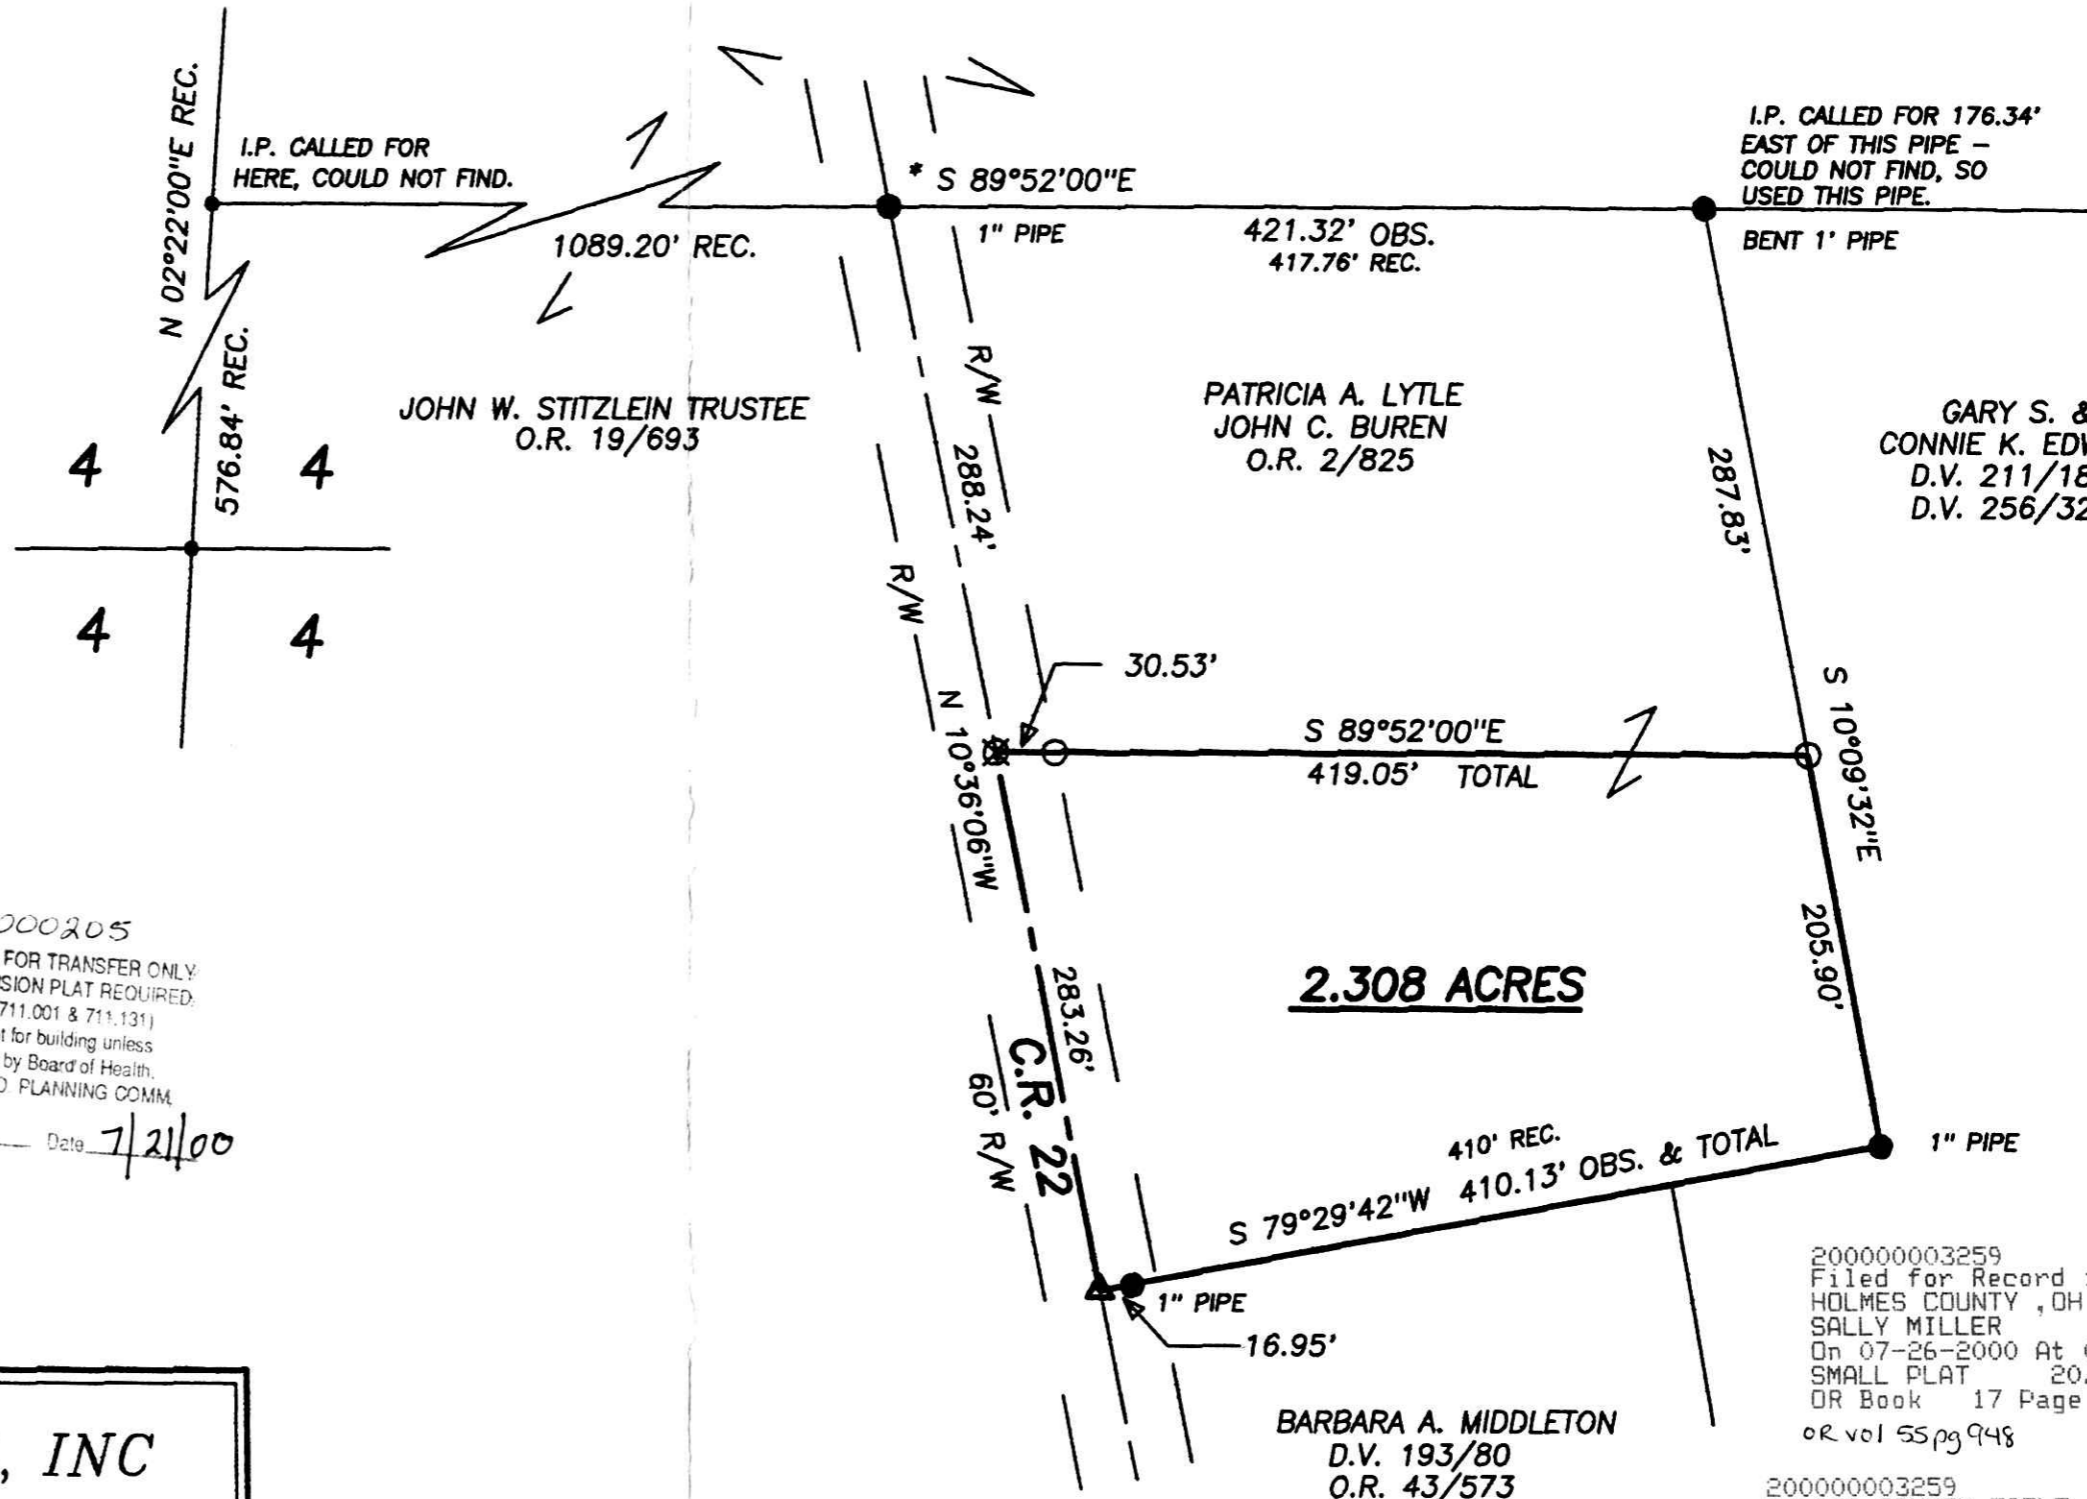 N 02°22'00"E REC.
576.84' REC.
I.P. CALLED FOR
HERE, COULD NOT FIND.
1089.20' REC.
* S 89°52'00"E
1" PIPE
421.32' OBS.
417.76' REC.
I.P. CALLED FOR 176.34'
EAST OF THIS PIPE –
COULD NOT FIND, SO
USED THIS PIPE.
BENT 1' PIPE
JOHN W. STITZLEIN TRUSTEE
O.R. 19/693
R/W
288.24'
R/W
PATRICIA A. LYTLE
JOHN C. BUREN
O.R. 2/825
287.83'
GARY S. &
CONNIE K.
D.V. 211/18
D.V. 256/32
4
4
4
4
30.53'
N 10°36'06"W
S 89°52'00"E
419.05' TOTAL
S 10°09'32"E
205.90'
2.308 ACRES
283.26'
C.R. 22
60' R/W
410' REC.
S 79°29'42"W 410.13' OBS. & TOTAL
1" PIPE
1" PIPE
16.95'
BARBARA A. MIDDLETON
D.V. 193/80
O.R. 43/573
000205
FOR TRANSFER ONLY
PLAT REQUIRED
711.001 & 711.131)
for building unless
by Board of Health,
PLANNING COMM.
Date 7/21/00
, INC
200000003259
Filed for Record
HOLMES COUNTY , OH
SALLY MILLER
On 07-26-2000 At
SMALL PLAT 20.
OR Book 17 Page
OR vol 55 pg 948
200000003259